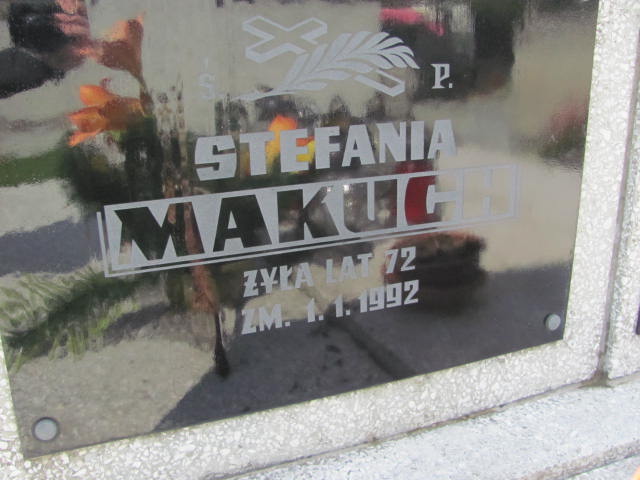 Ś. P.
STEFANIA
MAKUCH
ŻYŁA LAT 72
ZM. 1.1.1992